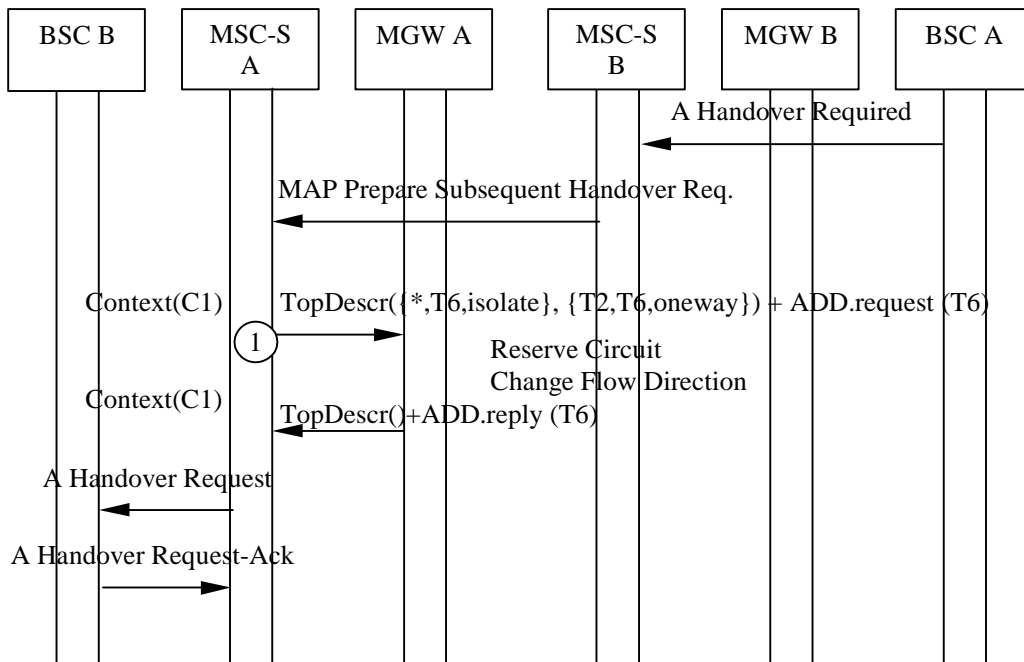 BSC B
MSC-S
A
MGW A
MSC-S
B
MGW B
BSC A
A Handover Required
MAP Prepare Subsequent Handover Req.
Context(C1)
TopDescr({*,T6,isolate}, {T2,T6,oneway}) + ADD.request (T6)
1
Reserve Circuit
Change Flow Direction
Context(C1)
TopDescr()+ADD.reply (T6)
A Handover Request
A Handover Request-Ack